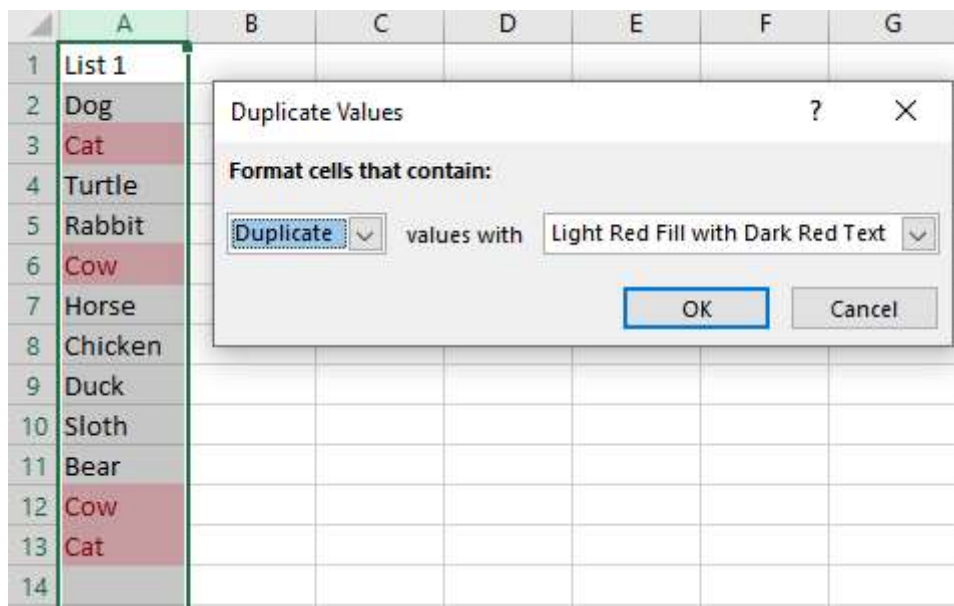 A B C D E F G
1 List 1
2 Dog
3 Cat
4 Turtle
5 Rabbit
6 Cow
7 Horse
8 Chicken
9 Duck
10 Sloth
11 Bear
12 Cow
13 Cat
14
Duplicate Values ? X
Format cells that contain:
Duplicate values with Light Red Fill with Dark Red Text
OK Cancel